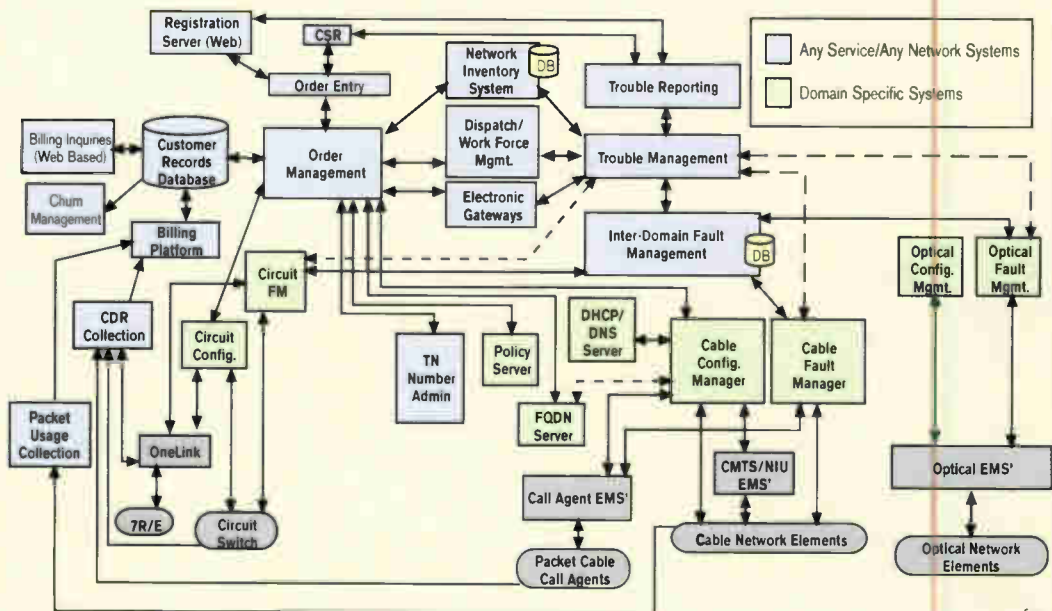 Registration
Server (Web)
CSR
Order Entry
Network
Inventory
System
DB
Trouble Reporting
Any Service/Any Network Systems
Domain Specific Systems
Billing Inquiries
(Web Based)
Customer
Records
Database
Order
Management
Dispatch/
Work Force
Mgmt.
Trouble Management
Churn
Management
Electronic
Gateways
Billing
Platform
Inter-Domain Fault
Management
DB
Circuit
FM
Optical
Config.
Mgmt.
Optical
Fault
Mgmt.
CDR
Collection
Circuit
Config.
TN
Number
Admin
Policy
Server
DHCP/
DNS
Server
Cable
Config.
Manager
Cable
Fault
Manager
FQDN
Server
Packet
Usage
Collection
OneLink
CMTS/NIU
EMS'
Optical EMS'
Call Agent EMS'
7R/E
Circuit
Switch
Cable Network Elements
Packet Cable
Call Agents
Optical Network
Elements